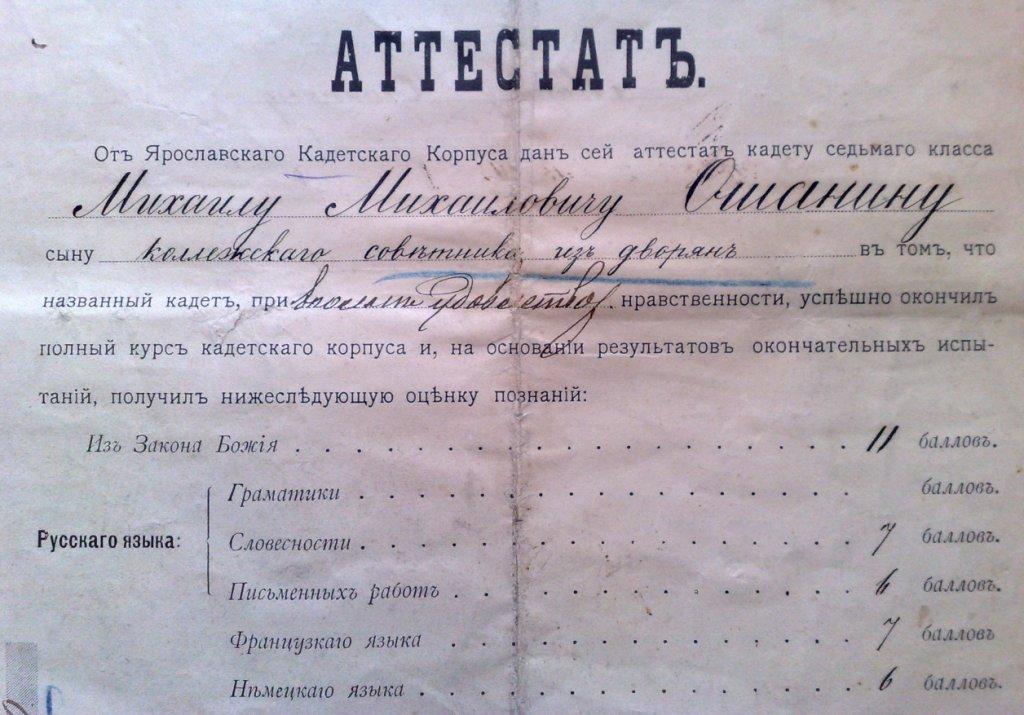 АТТЕСТАТЪ.
Отъ Ярославскаго Кадетскаго Корпуса данъ сей аттестатъ кадету седьмаго класса
Михаилу Михаиловичу Ошанину
сыну коллежскаго совѣтника изъ дворянъ въ томъ, что
названный кадетъ, при нравственности, успѣшно окончилъ
полный курсъ кадетскаго корпуса и, на основаніи результатовъ окончательныхъ испы-
таній, получилъ нижеслѣдующую оцѣнку познаній:
Изъ Закона Божія . . . . . . . . . . . . . . . . . . 11 балловъ.
Русскаго языка:
Граматики . . . . . . . . . . . . . . . . балловъ.
Словесности . . . . . . . . . . . . . . . . 7 балловъ.
Письменныхъ работъ . . . . . . . . . . . . . 6 балловъ.
Французкаго языка . . . . . . . . . . . . . 7 балловъ
Нѣмецкаго языка . . . . . . . . . . . . . . 6 балловъ.